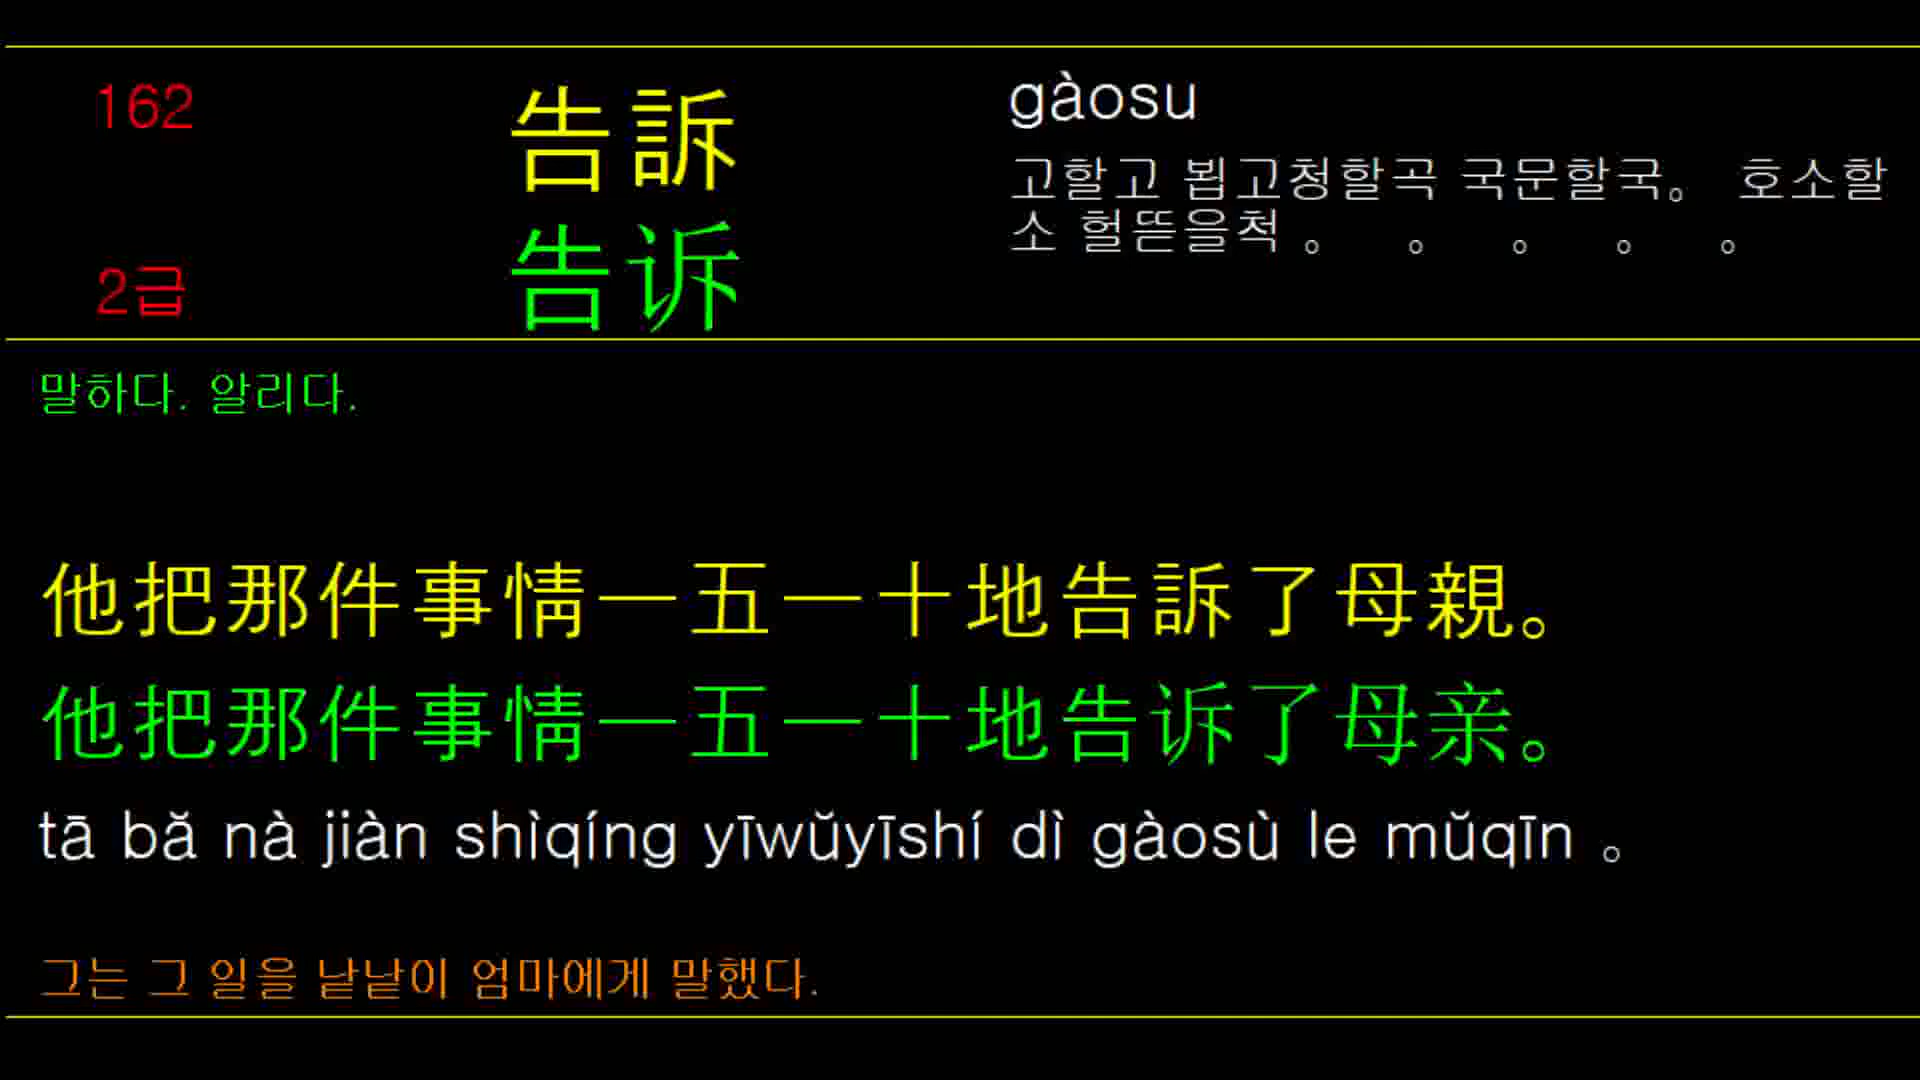 162
告訴
gàosu
고할고 뵙고청할곡 국문할국。 호소할
소 헐뜯을척 。 。 。 。 。
2급
告诉
말하다. 알리다.
他把那件事情一五一十地告訴了母親。
他把那件事情一五一十地告诉了母亲。
tā bǎ nà jiàn shìqíng yīwǔyīshí dì gàosù le mǔqīn 。
그는 그 일을 낱낱이 엄마에게 말했다.